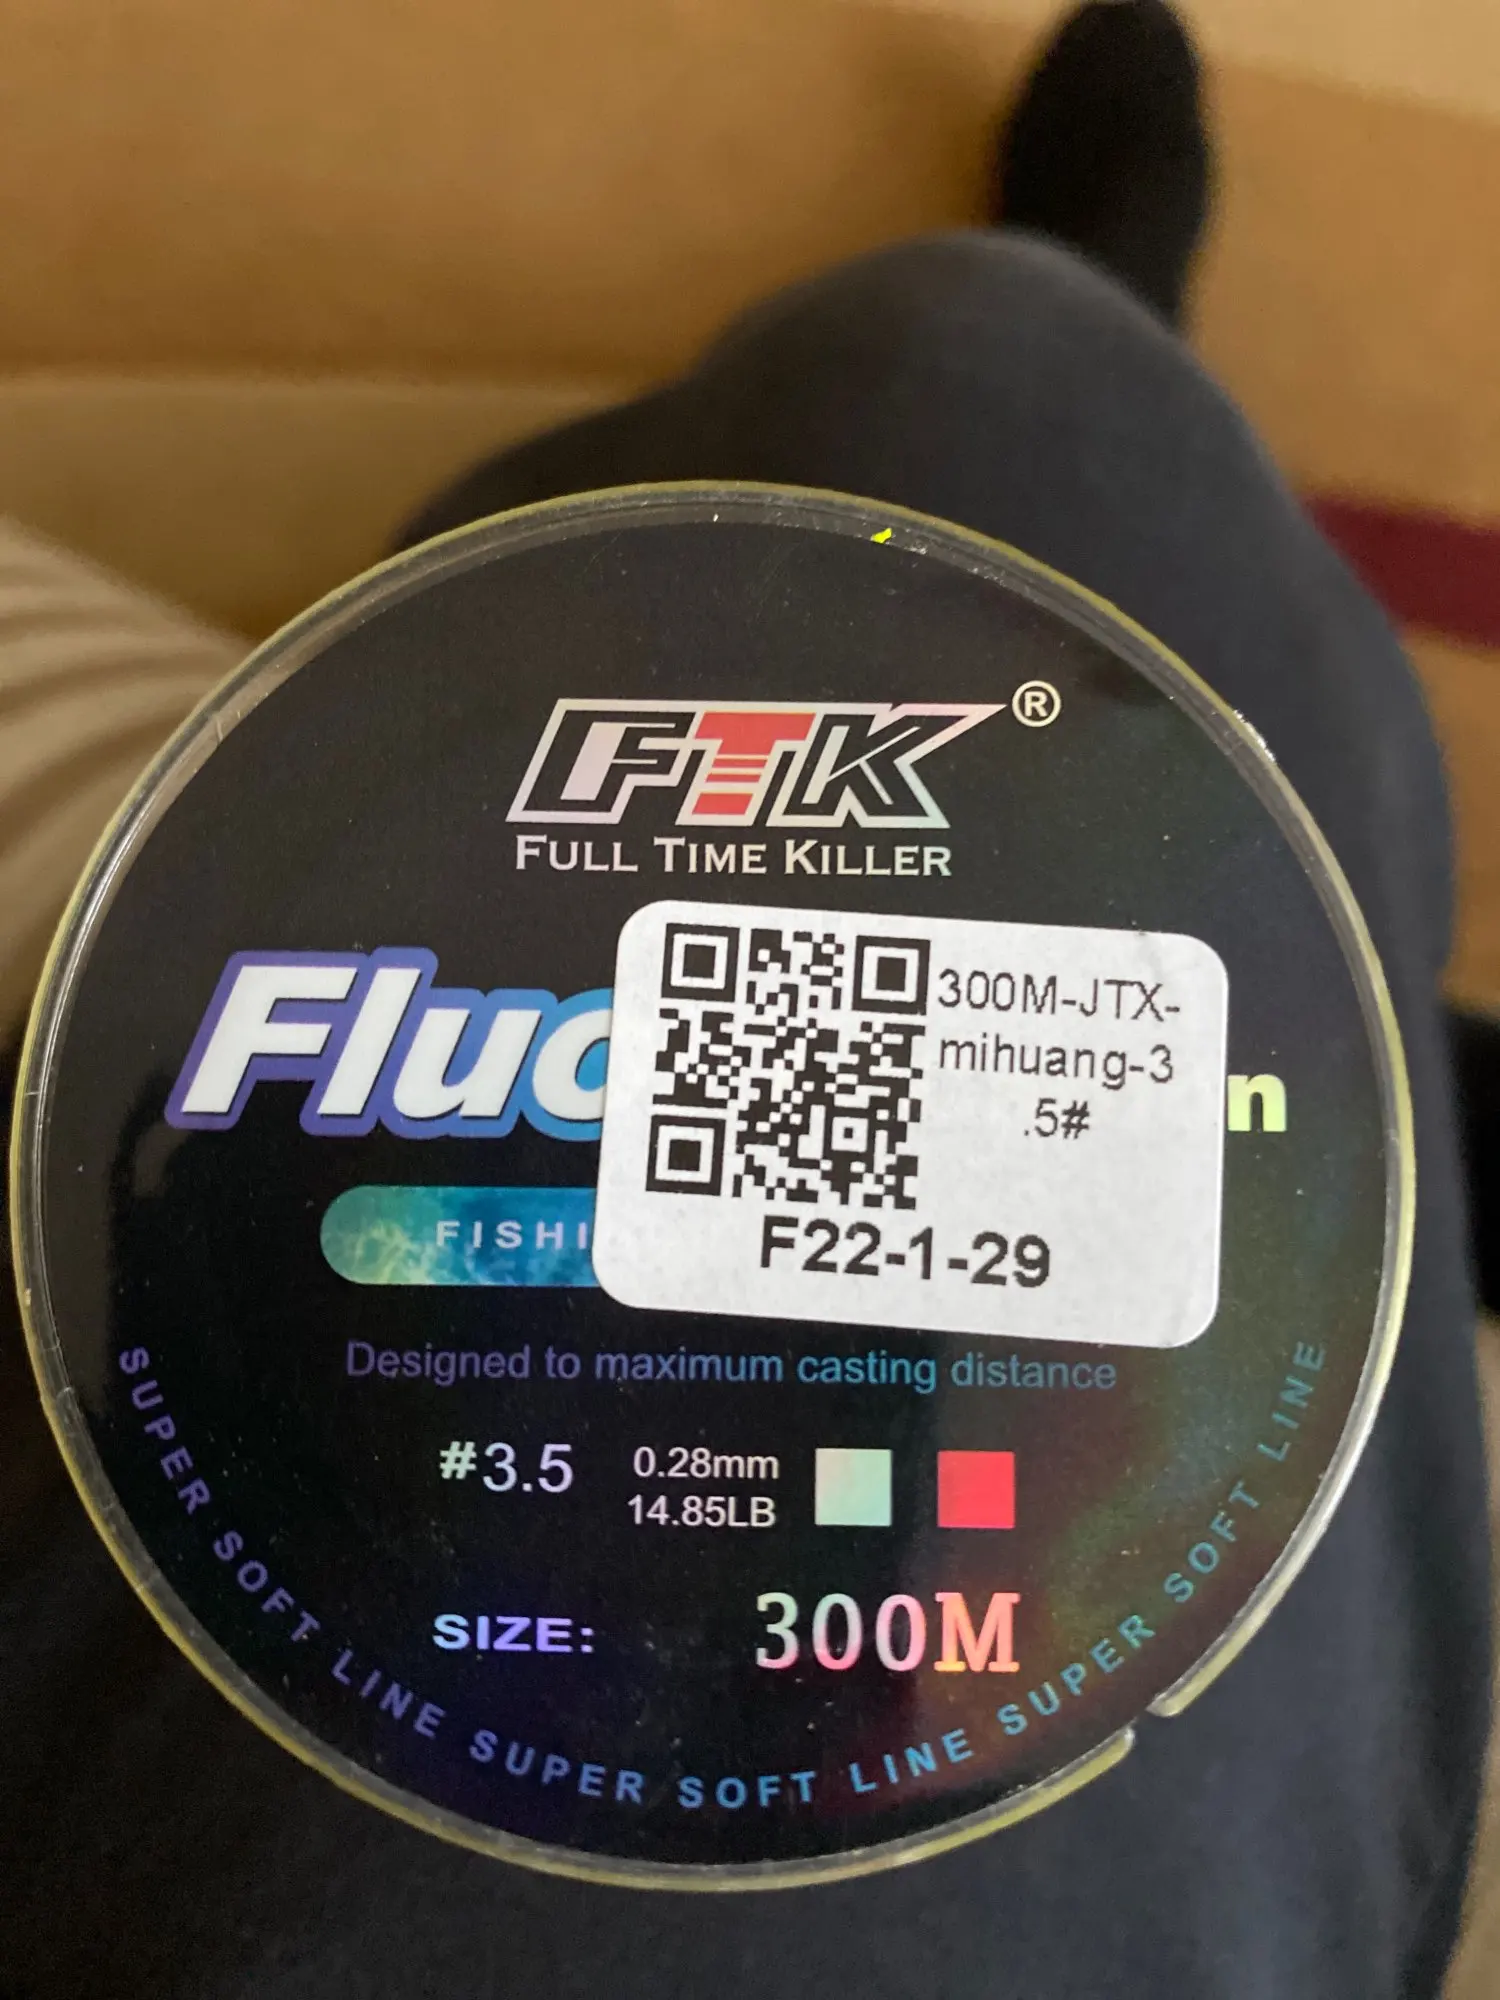 FTK®
FULL TIME KILLER
Fluo
n
300M-JTX-
mihuang-3
.5#
F22-1-29
FISHI
Designed to maximum casting distance
#3.5
0.28mm
14.85LB
SIZE: 300M
SUPER SOFT LINE SUPER SOFT LINE SUPER SOFT LINE